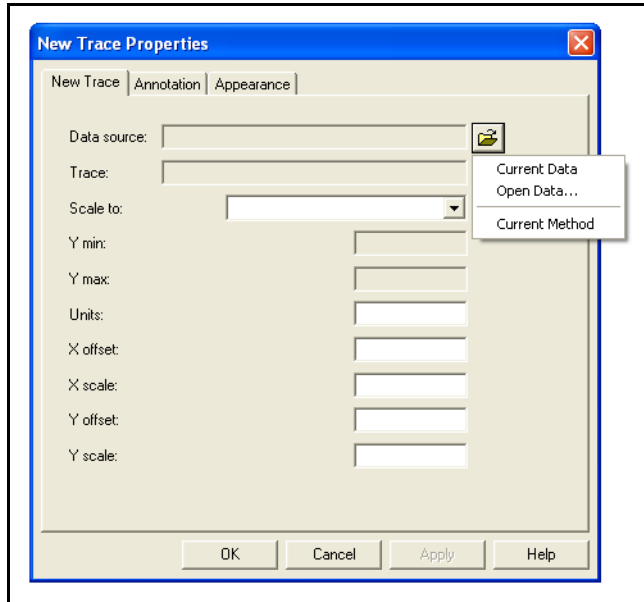 New Trace Properties
New Trace Annotation Appearance
Data source:
Current Data
Trace:
Open Data...
Scale to:
Current Method
Y min:
Y max:
Units:
X offset:
X scale:
Y offset:
Y scale:
OK Cancel Apply Help